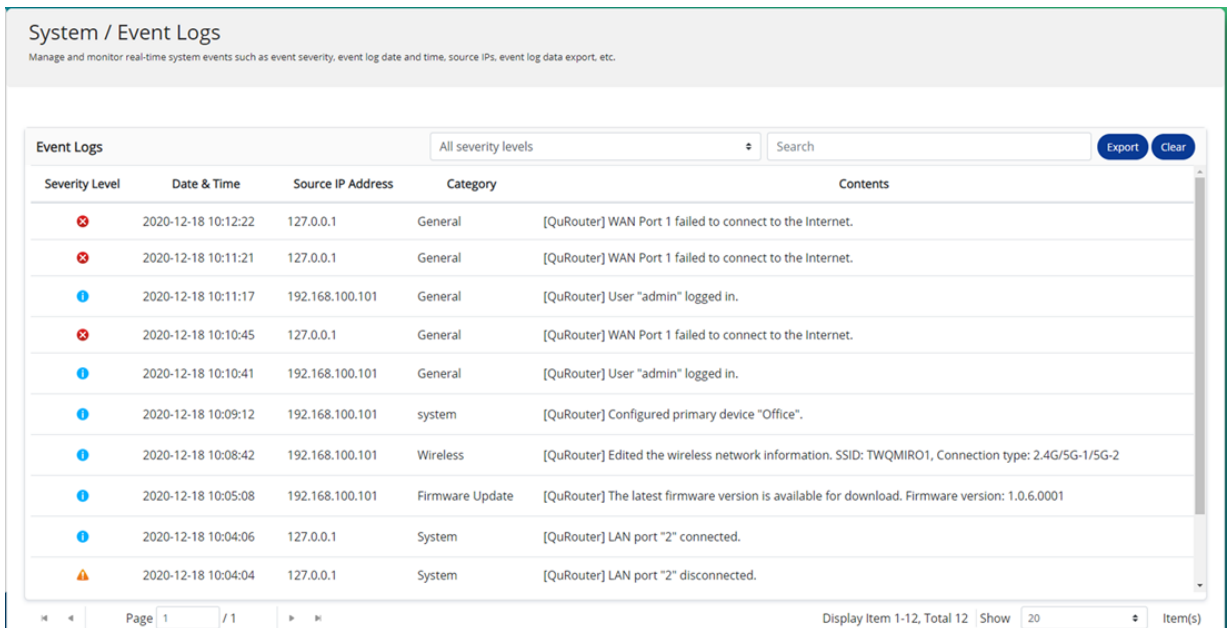 System / Event Logs
Manage and monitor real-time system events such as event severity, event log date and time, source IPs, event log data export, etc.
Event Logs All severity levels Search Export Clear
Severity Level Date & Time Source IP Address Category Contents
2020-12-18 10:12:22 127.0.0.1 General [QuRouter] WAN Port 1 failed to connect to the Internet.
2020-12-18 10:11:21 127.0.0.1 General [QuRouter] WAN Port 1 failed to connect to the Internet.
2020-12-18 10:11:17 192.168.100.101 General [QuRouter] User "admin" logged in.
2020-12-18 10:10:45 127.0.0.1 General [QuRouter] WAN Port 1 failed to connect to the Internet.
2020-12-18 10:10:41 192.168.100.101 General [QuRouter] User "admin" logged in.
2020-12-18 10:09:12 192.168.100.101 system [QuRouter] Configured primary device "Office".
2020-12-18 10:08:42 192.168.100.101 Wireless [QuRouter] Edited the wireless network information. SSID: TWQMIRO1, Connection type: 2.4G/5G-1/5G-2
2020-12-18 10:05:08 192.168.100.101 Firmware Update [QuRouter] The latest firmware version is available for download. Firmware version: 1.0.6.0001
2020-12-18 10:04:06 127.0.0.1 System [QuRouter] LAN port "2" connected.
2020-12-18 10:04:04 127.0.0.1 System [QuRouter] LAN port "2" disconnected.
Page 1 / 1 Display Item 1-12, Total 12 Show 20 Item(s)